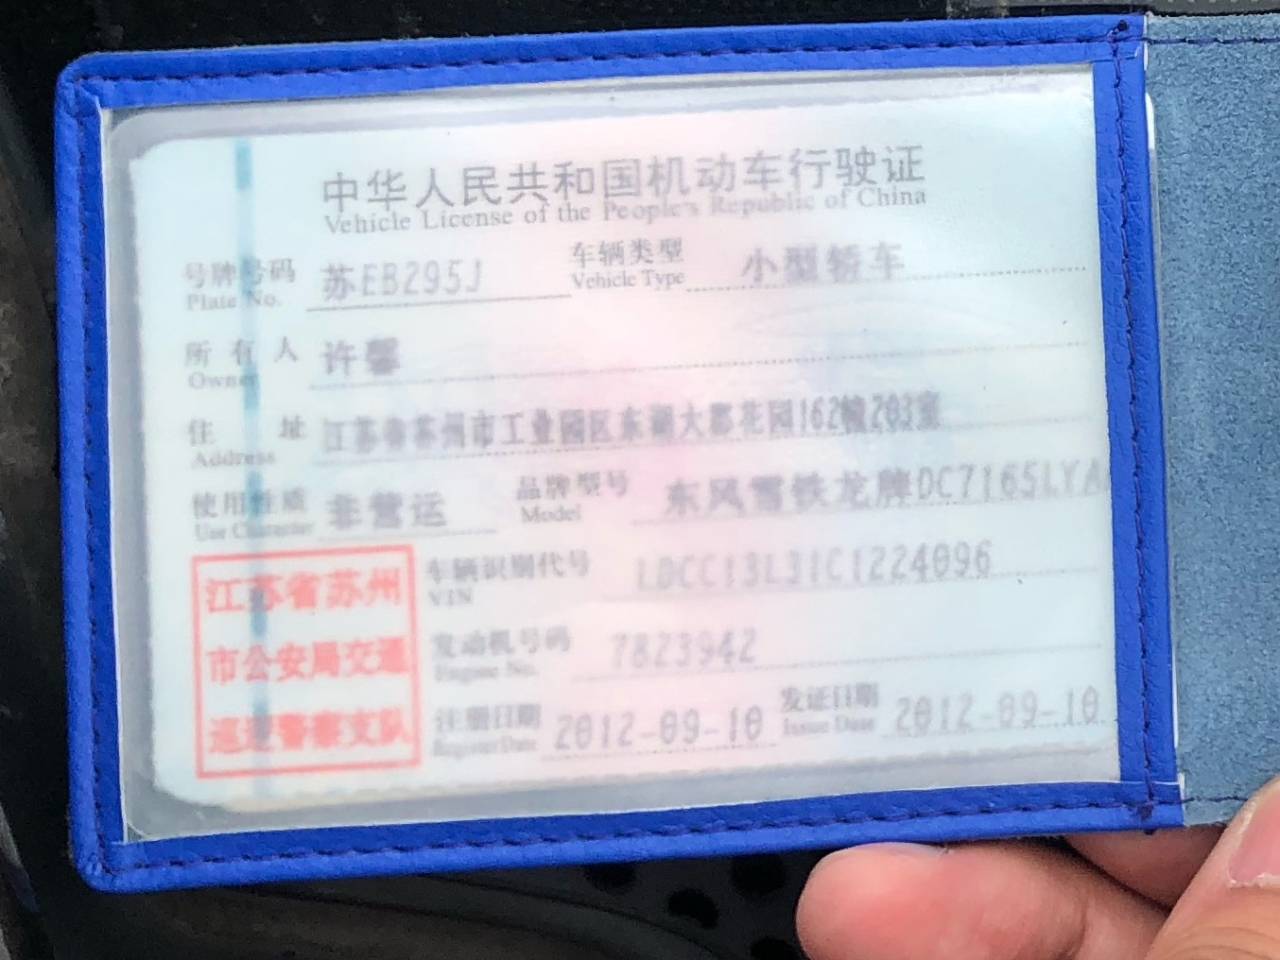 中华人民共和国机动车行驶证
Vehicle License of the People's Republic of China
号牌号码 苏EB295J 车辆类型 小型轿车
Plate No. Vehicle Type
所有人 许馨
Owner
住址 江苏省苏州市工业园区东湖大郡花园162幢203室
Address
使用性质 非营运 品牌型号 东风雪铁龙牌DC7165LYA
Use Character Model
江苏省苏州
市公安局交通
巡逻警察支队
车辆识别代号 LDCC13L31C1224096
VIN
发动机号码 7823942
Engine No.
注册日期 2012-09-10 发证日期 2012-09-10
Register Date Issue Date